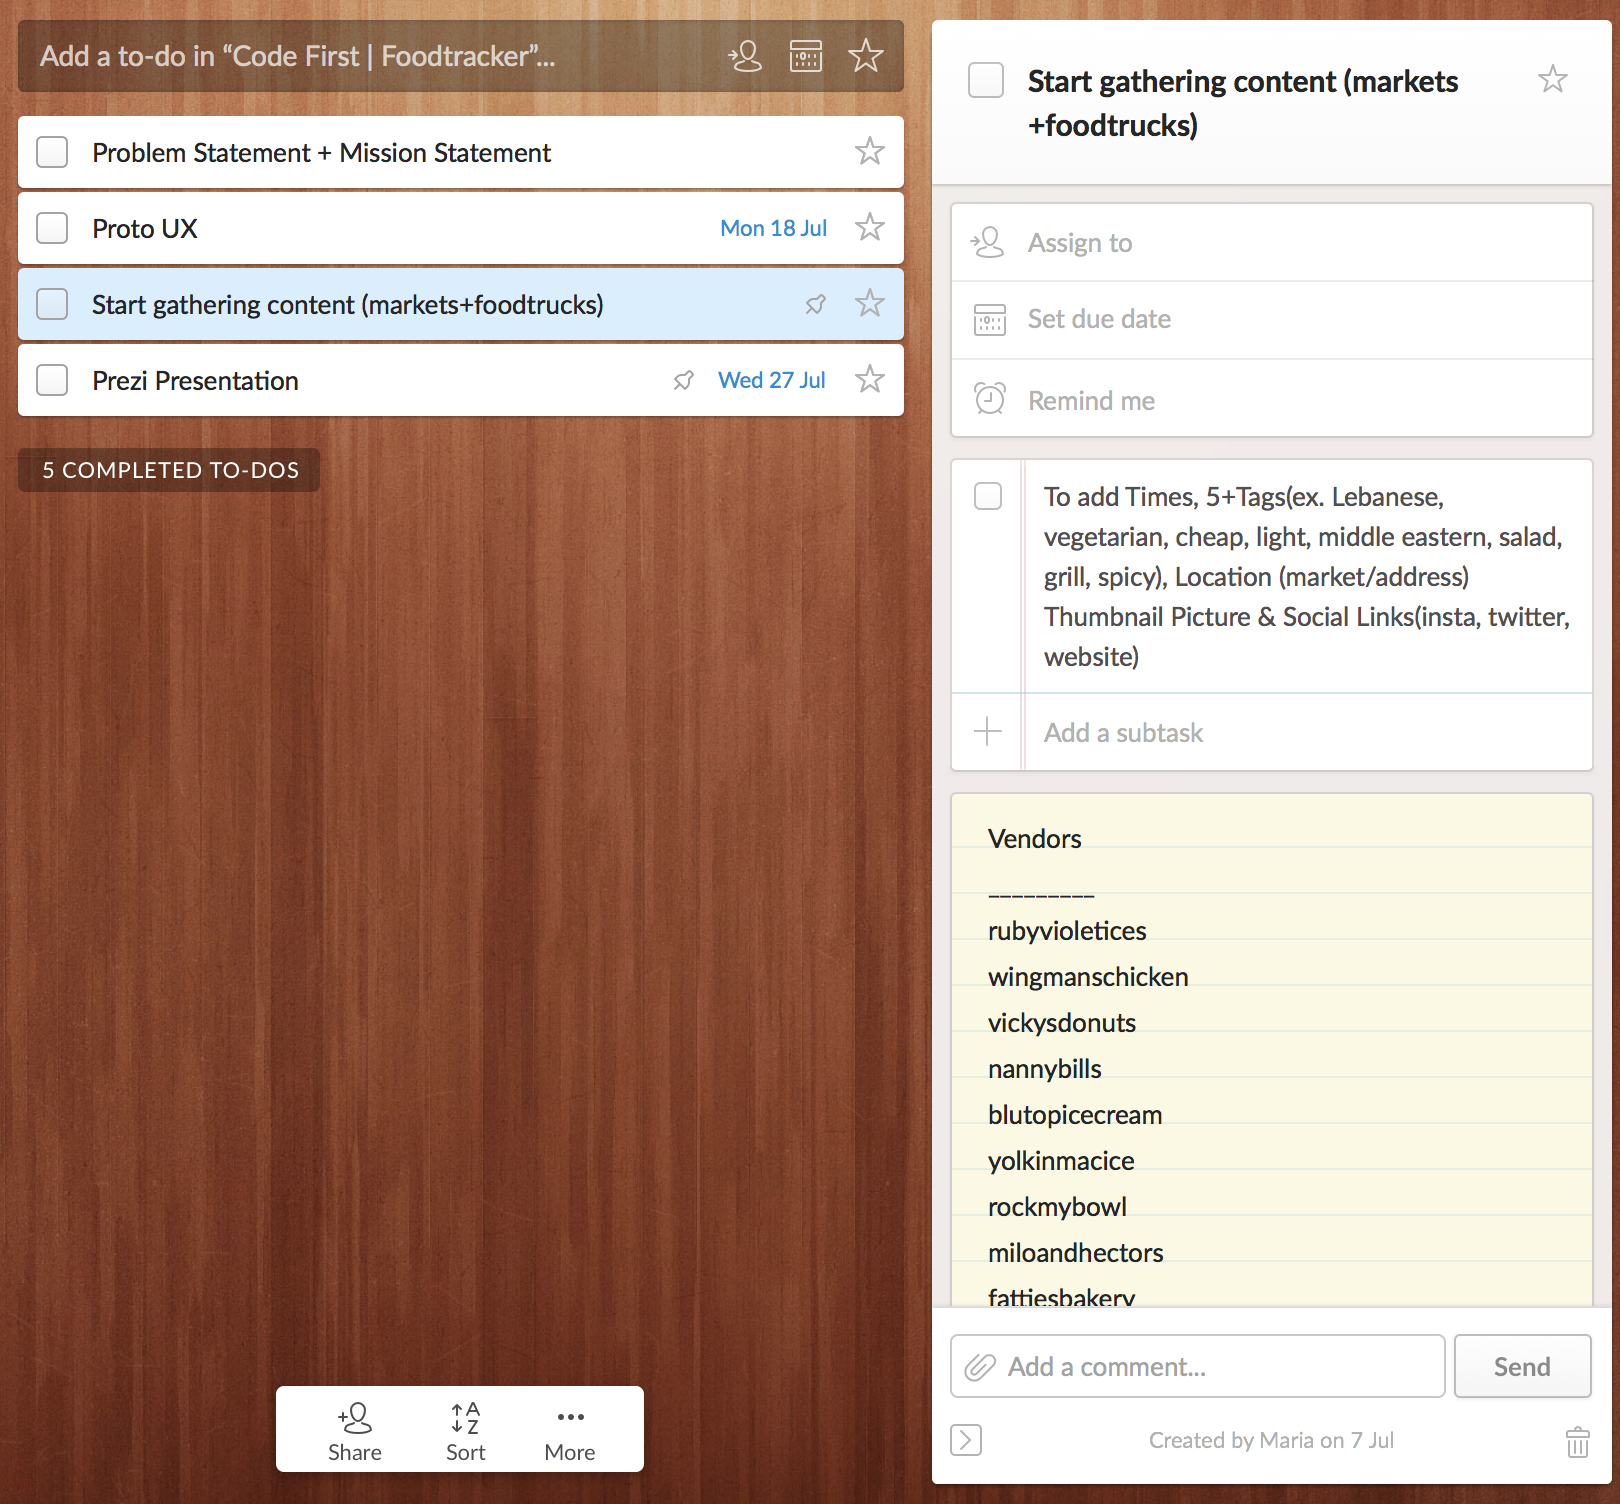 Add a to-do in “Code First | Foodtracker”...
Problem Statement + Mission Statement
Proto UX
Mon 18 Jul
Start gathering content (markets+foodtrucks)
Prezi Presentation
Wed 27 Jul
5 COMPLETED TO-DOS
Share
Sort
More
Start gathering content (markets
+foodtrucks)
Assign to
Set due date
Remind me
To add Times, 5+Tags(ex. Lebanese,
vegetarian, cheap, light, middle eastern, salad,
grill, spicy), Location (market/address)
Thumbnail Picture & Social Links(insta, twitter,
website)
Add a subtask
Vendors
_________
rubyvioletices
wingmanschicken
vickysdonuts
nannybills
blutopicecream
yolkinmacice
rockmybowl
miloandhectors
fattiesbakery
Add a comment...
Send
Created by Maria on 7 Jul